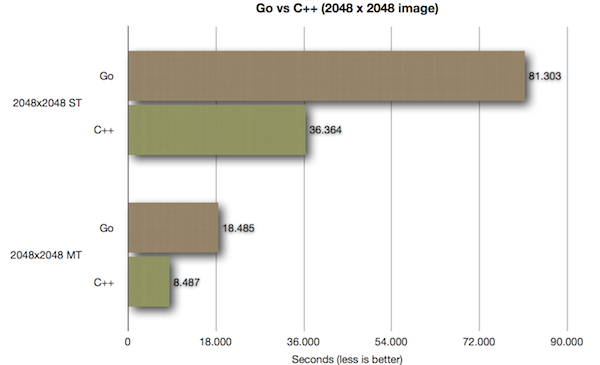 Go vs C++ (2048 x 2048 image)
Go
81.303
2048x2048 ST
C++
36.364
Go
18.485
2048x2048 MT
C++
8.487
0
18.000
36.000
54.000
72.000
90.000
Seconds (less is better)